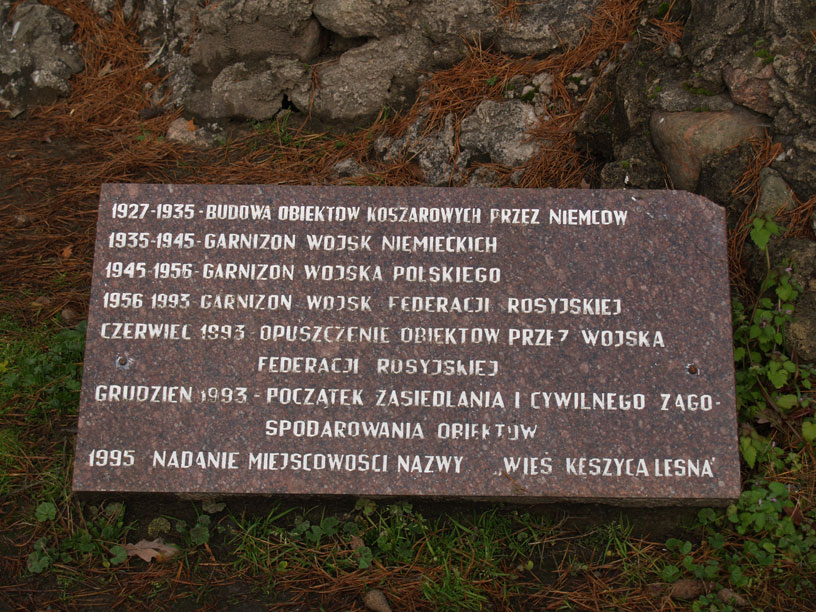 1927-1935-BUDOWA OBIEKTÓW KOSZAROWYCH PRZEZ NIEMCÓW
1935-1945-GARNIZON WOJSK NIEMIECKICH
1945-1956-GARNIZON WOJSKA POLSKIEGO
1956 1993 GARNIZON WOJSK FEDERACJI ROSYJSKIEJ
CZERWIEC 1993-OPUSZCZENIE OBIEKTÓW PRZEZ WOJSKA
FEDERACJI ROSYJSKIEJ
GRUDZIEŃ 1993-POCZĄTEK ZASIEDLANIA I CYWILNEGO ZAGO-
SPODAROWANIA OBIEKTÓW
1995 NADANIE MIEJSCOWOŚCI NAZWY „WIEŚ KĘSZYCA LEŚNA"